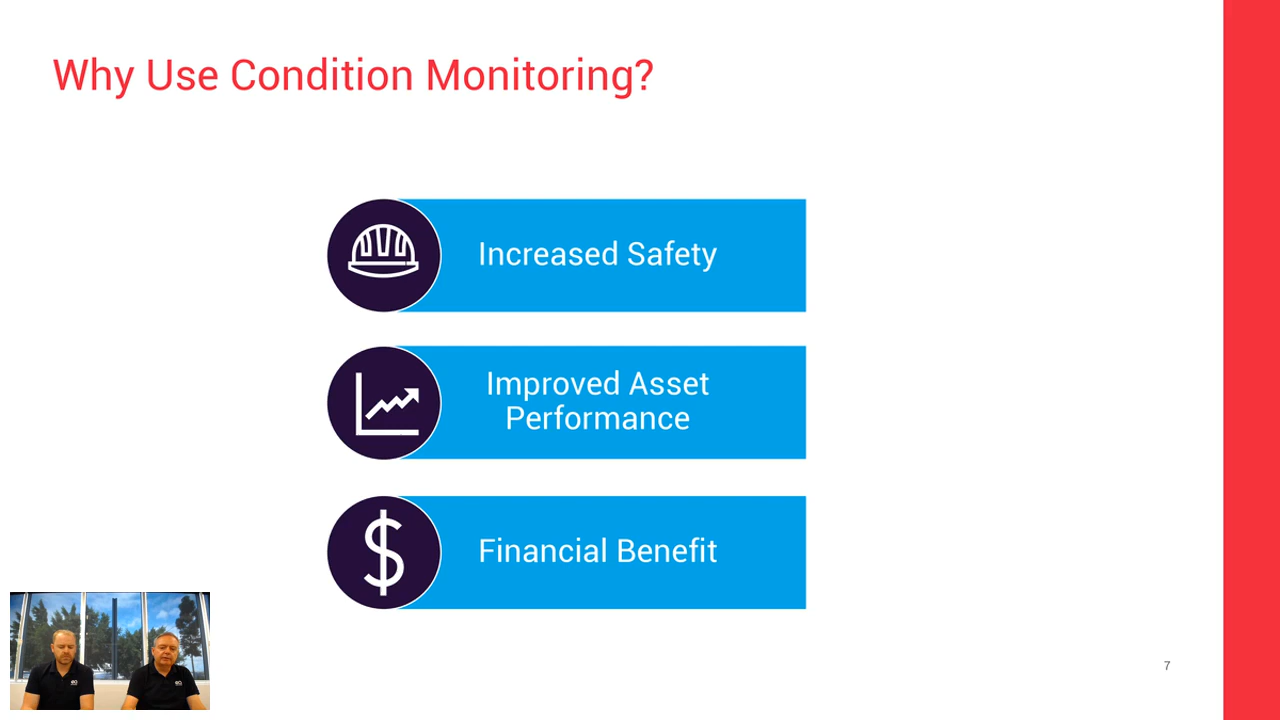 Why Use Condition Monitoring?
Increased Safety
Improved Asset
Performance
Financial Benefit
7